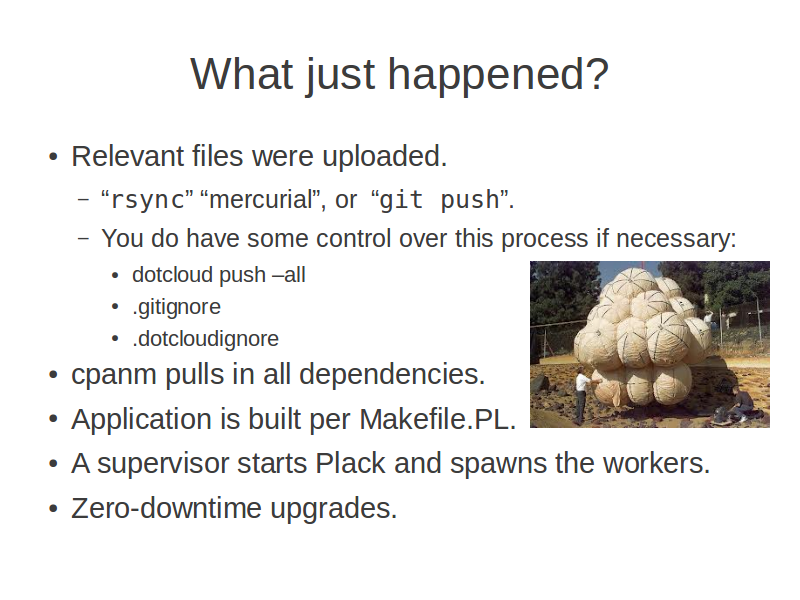 What just happened?
• Relevant files were uploaded.
– “rsync” “mercurial”, or “git push”.
– You do have some control over this process if necessary:
• dotcloud push –all
• .gitignore
• .dotcloudignore
• cpanm pulls in all dependencies.
• Application is built per Makefile.PL.
• A supervisor starts Plack and spawns the workers.
• Zero-downtime upgrades.